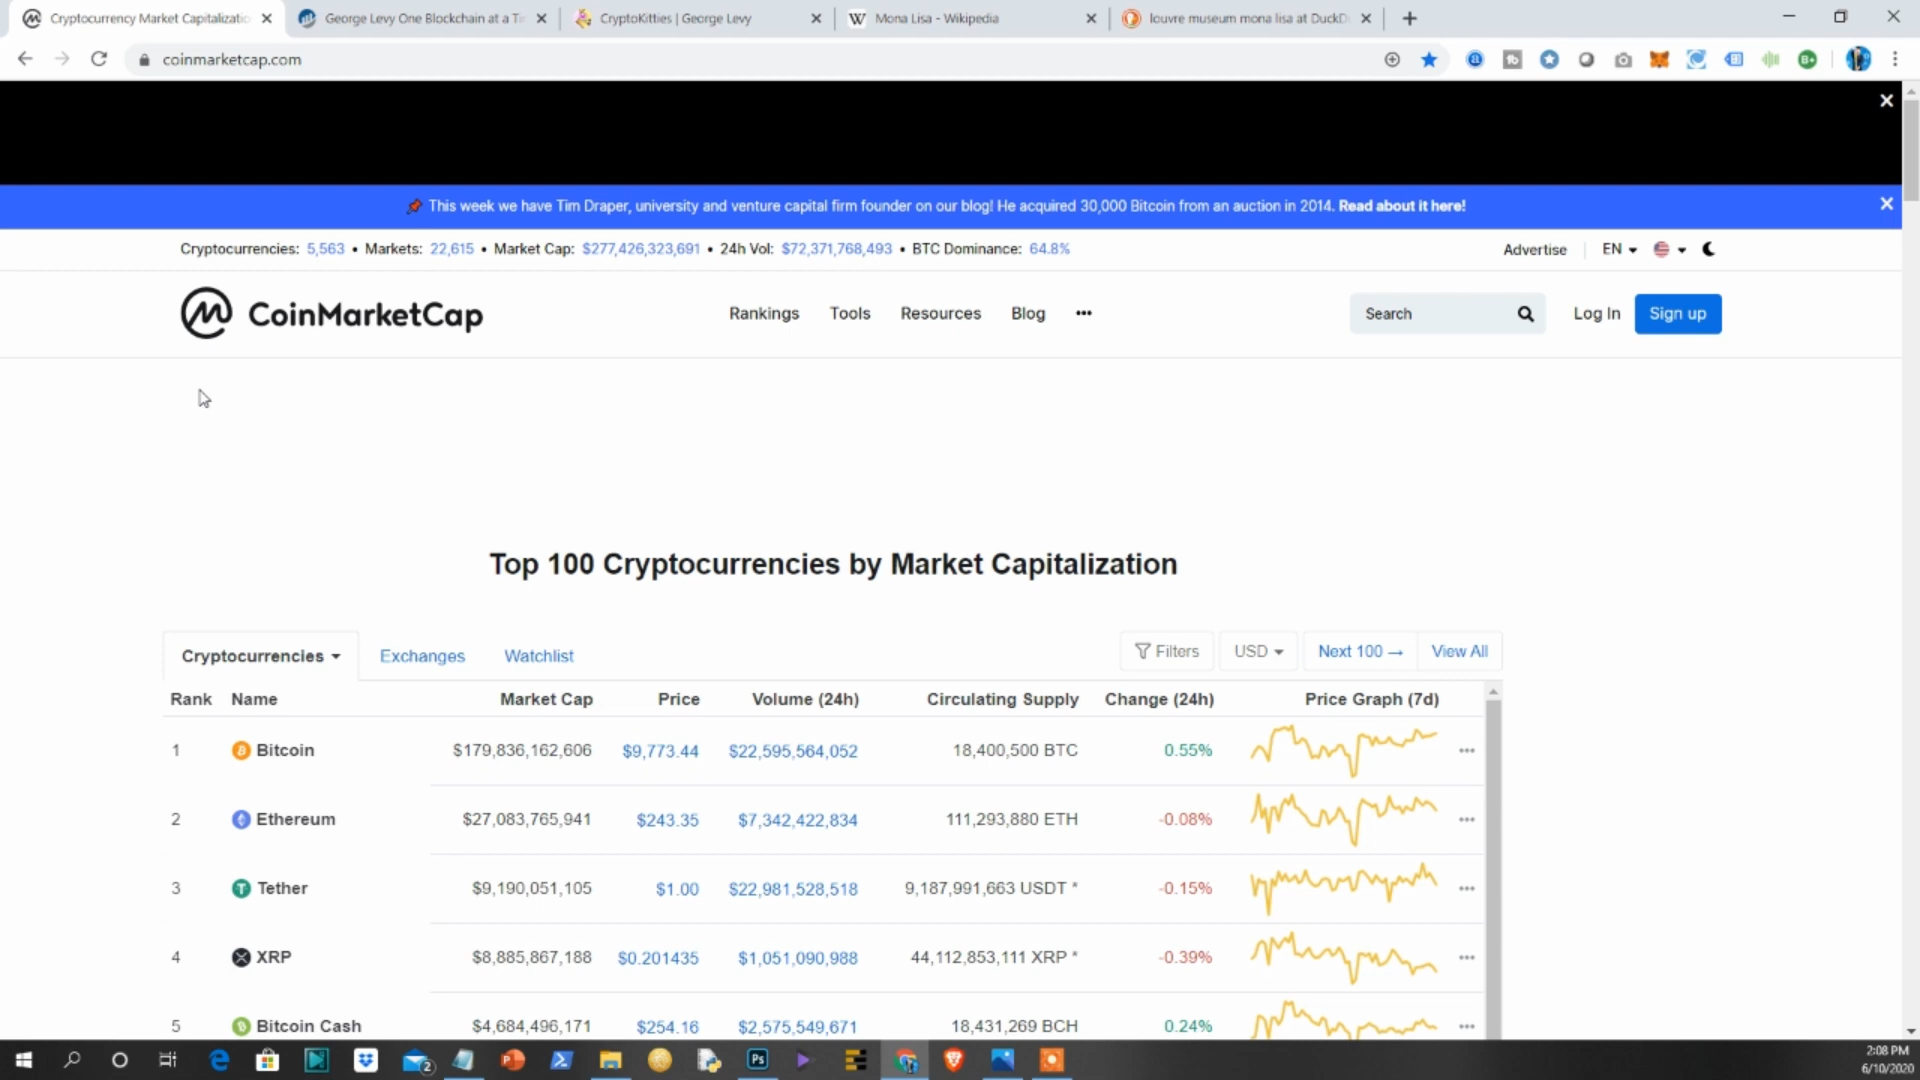 Cryptocurrency Market Capitalizatio
George Levy One Blockchain at a Ti
CryptoKitties | George Levy
Mona Lisa - Wikipedia
louvre museum mona lisa at DuckD
coinmarketcap.com
This week we have Tim Draper, university and venture capital firm founder on our blog! He acquired 30,000 Bitcoin from an auction in 2014. Read about it here!
Cryptocurrencies: 5,563 • Markets: 22,615 • Market Cap: $277,426,323,691 • 24h Vol: $72,371,768,493 • BTC Dominance: 64.8%
Advertise EN
CoinMarketCap
Rankings Tools Resources Blog •••
Search Log In Sign up
Top 100 Cryptocurrencies by Market Capitalization
Cryptocurrencies Exchanges Watchlist
Filters USD Next 100 → View All
Rank Name Market Cap Price Volume (24h) Circulating Supply Change (24h) Price Graph (7d)
1 Bitcoin $179,836,162,606 $9,773.44 $22,595,564,052 18,400,500 BTC 0.55%
2 Ethereum $27,083,765,941 $243.35 $7,342,422,834 111,293,880 ETH -0.08%
3 Tether $9,190,051,105 $1.00 $22,981,528,518 9,187,991,663 USDT * -0.15%
4 XRP $8,885,867,188 $0.201435 $1,051,090,988 44,112,853,111 XRP * -0.39%
5 Bitcoin Cash $4,684,496,171 $254.16 $2,575,549,671 18,431,269 BCH 0.24%
2:08 PM
6/10/2020